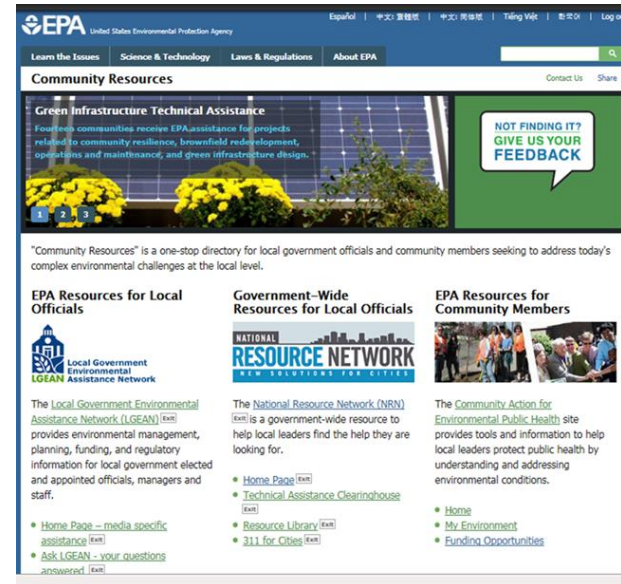 EPA United States Environmental Protection Agency
Español | 中文: 繁體版 | 中文: 简体版 | Tiếng Việt | 한국어 | Log o
Learn the Issues Science & Technology Laws & Regulations About EPA
Community Resources
Contact Us Share
Green Infrastructure Technical Assistance
Fourteen communities receive EPA assistance for projects
related to community resilience, brownfield redevelopment,
operations and maintenance, and green infrastructure design.
1 2 3
NOT FINDING IT?
GIVE US YOUR
FEEDBACK
"Community Resources" is a one-stop directory for local government officials and community members seeking to address today's
complex environmental challenges at the local level.
EPA Resources for Local
Officials
LGEAN
Local Government
Environmental
Assistance Network
The Local Government Environmental
Assistance Network (LGEAN) Exit
provides environmental management,
planning, funding, and regulatory
information for local government elected
and appointed officials, managers and
staff.
• Home Page – media specific
assistance Exit
• Ask LGEAN - your questions
answered Exit
Government–Wide
Resources for Local Officials
NATIONAL
RESOURCE NETWORK
NEW SOLUTIONS FOR CITIES
The National Resource Network (NRN)
Exit is a government-wide resource to
help local leaders find the help they are
looking for.
• Home Page Exit
• Technical Assistance Clearinghouse
Exit
• Resource Library Exit
• 311 for Cities Exit
EPA Resources for
Community Members
The Community Action for
Environmental Public Health site
provides tools and information to help
local leaders protect public health by
understanding and addressing
environmental conditions.
• Home
• My Environment
• Funding Opportunities